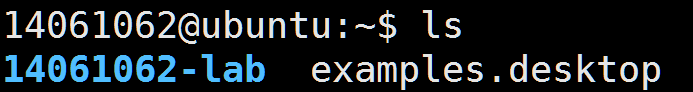 14061062@ubuntu:~$ ls
14061062-lab  examples.desktop